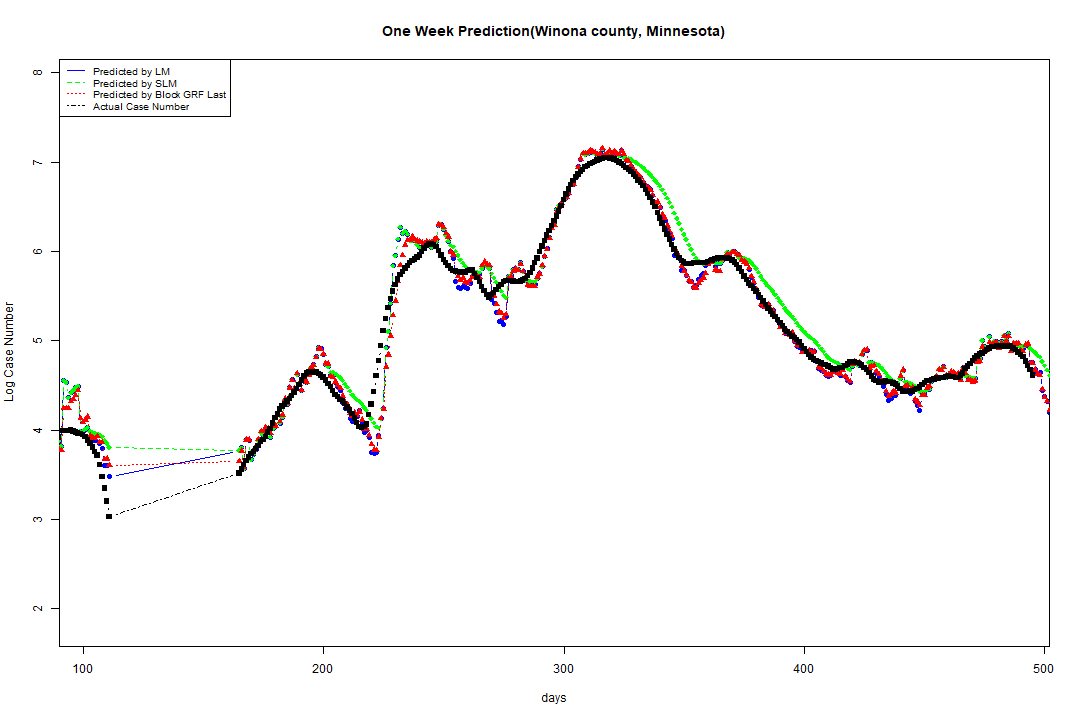 One Week Prediction(Winona county, Minnesota)
Predicted by LM
Predicted by SLM
Predicted by Block GRF Last
Actual Case Number
Log Case Number
8
7
6
5
4
3
2
100 200 300 400 500
days